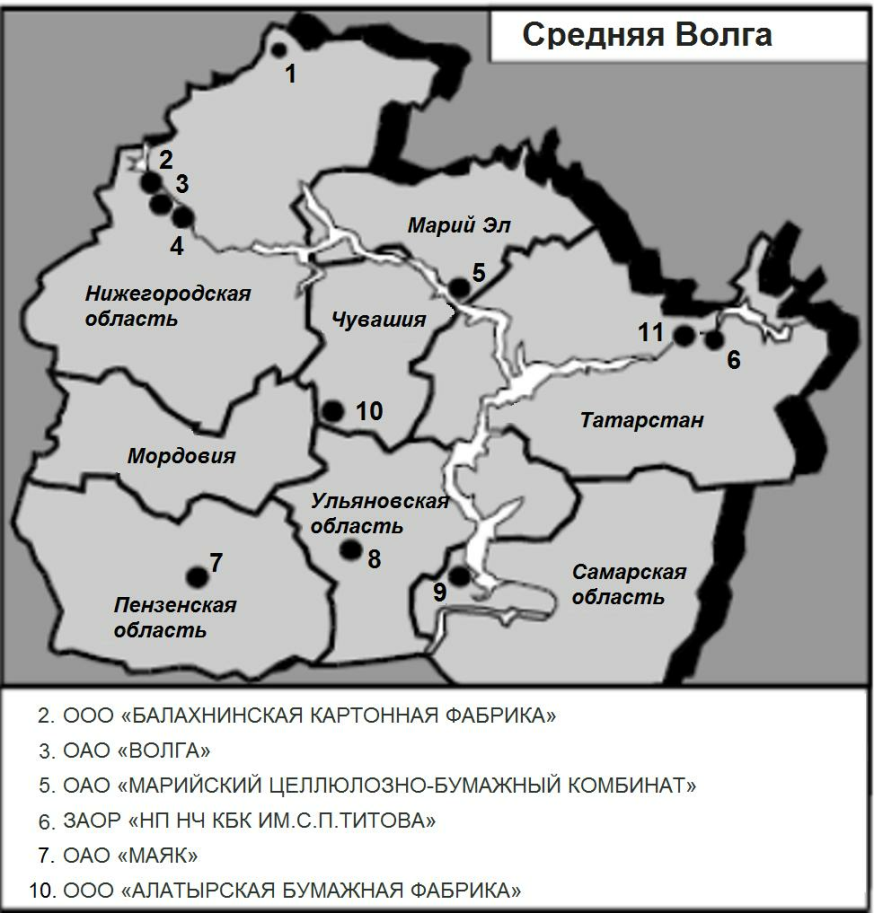 Средняя Волга
1
2
3
4
Марий Эл
5
Нижегородская
область
Чувашия
11
6
10
Татарстан
Мордовия
Ульяновская
область
7
8
9
Самарская
область
Пензенская
область
2. ООО «БАЛАХНИНСКАЯ КАРТОННАЯ ФАБРИКА»
3. ОАО «ВОЛГА»
5. ОАО «МАРИЙСКИЙ ЦЕЛЛЮЛОЗНО-БУМАЖНЫЙ КОМБИНАТ»
6. ЗАОР «НП НЧ КБК ИМ.С.П.ТИТОВА»
7. ОАО «МАЯК»
10. ООО «АЛАТЫРСКАЯ БУМАЖНАЯ ФАБРИКА»